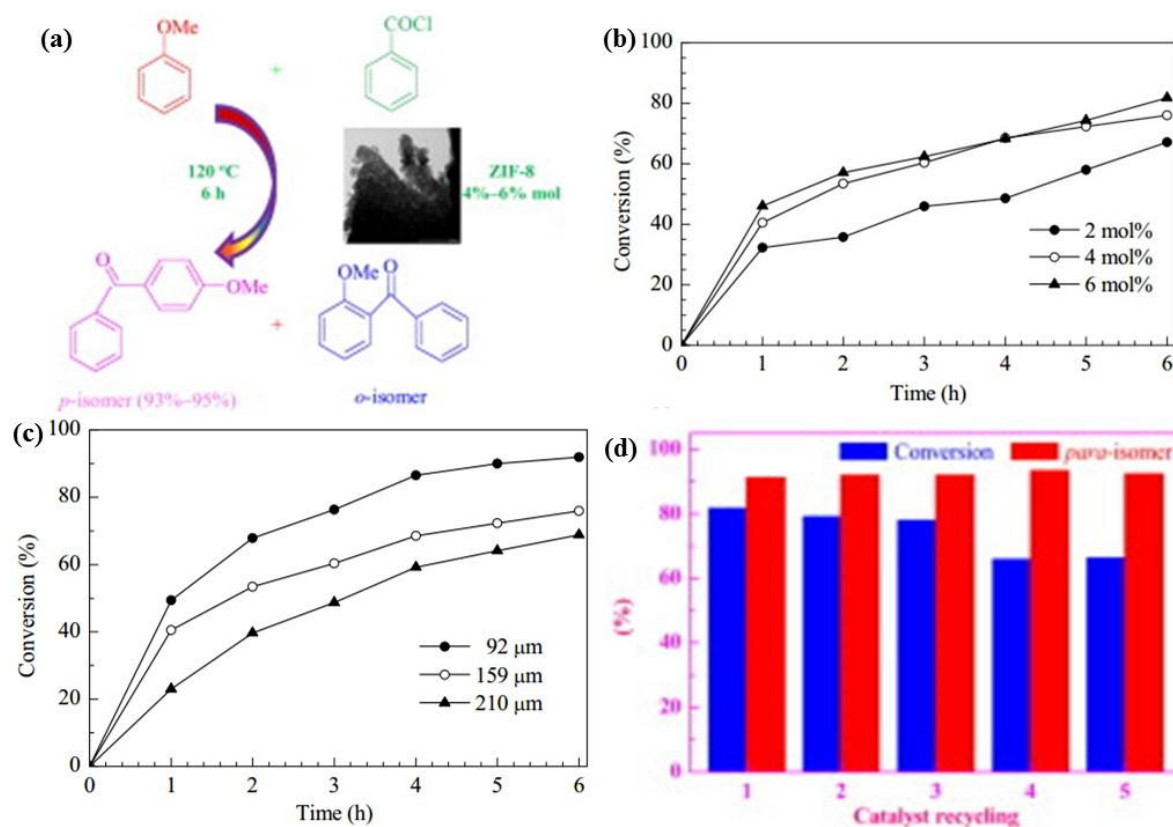 (a)
OMe
+
COCl
120 °C
6 h
ZIF-8
4%–6% mol
O
OMe
p-isomer (93%–95%)
+
OMe
O
o-isomer
(b)
Conversion (%)
100
80
60
40
20
0
2 mol%
4 mol%
6 mol%
0 1 2 3 4 5 6
Time (h)
(c)
Conversion (%)
100
80
60
40
20
0
92 μm
159 μm
210 μm
0 1 2 3 4 5 6
Time (h)
(d)
(%)
100
80
60
40
20
0
Conversion para-isomer
1 2 3 4 5
Catalyst recycling